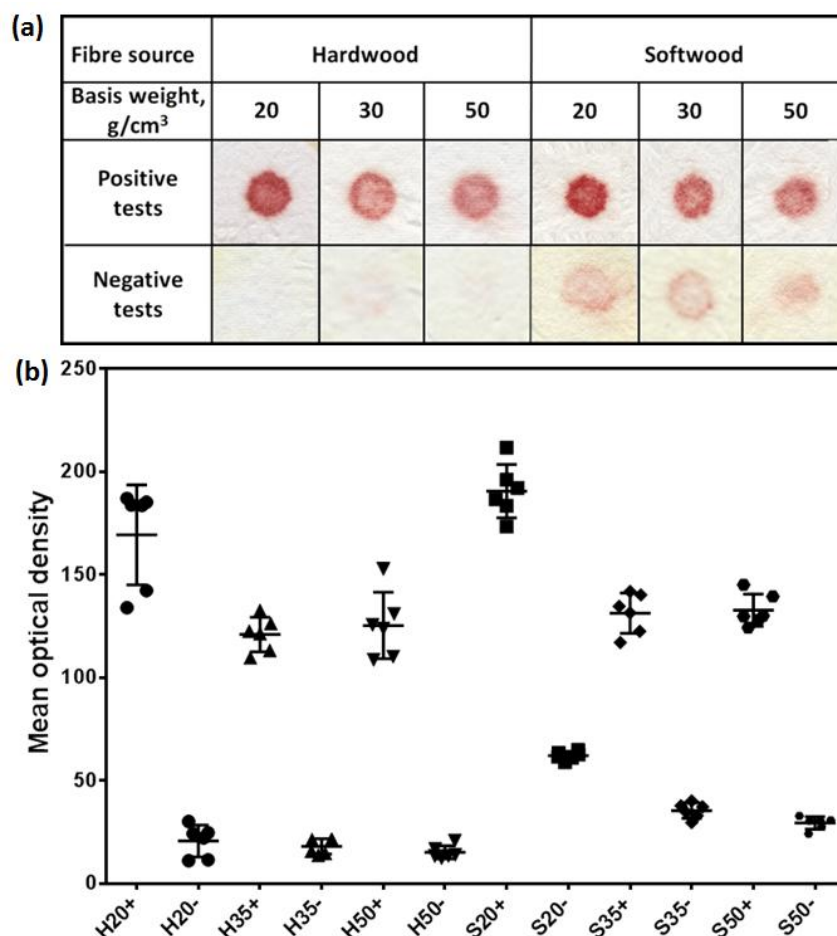 (a)
Fibre source Hardwood Softwood
Basis weight, g/cm³ 20 30 50 20 30 50
Positive tests
Negative tests
(b)
Mean optical density
250
200
150
100
50
0
H20+ H20- H35+ H35- H50+ H50- S20+ S20- S35+ S35- S50+ S50-